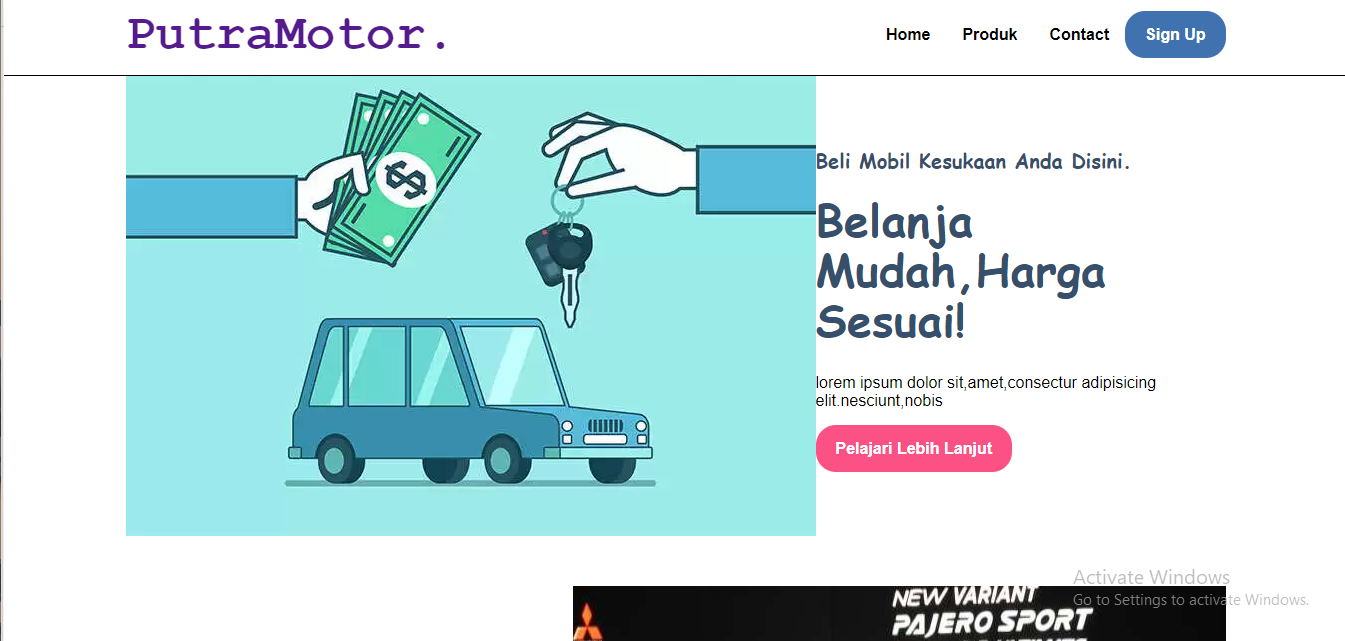 PutraMotor.
Home Produk Contact Sign Up
Beli Mobil Kesukaan Anda Disini.
Belanja
Mudah,Harga
Sesuai!
lorem ipsum dolor sit,amet,consectur adipisicing
elit.nesciunt,nobis
Pelajari Lebih Lanjut
$
Activate Windows
Go to Settings to activate Windows.
NEW VARIANT
PAJERO SPORT